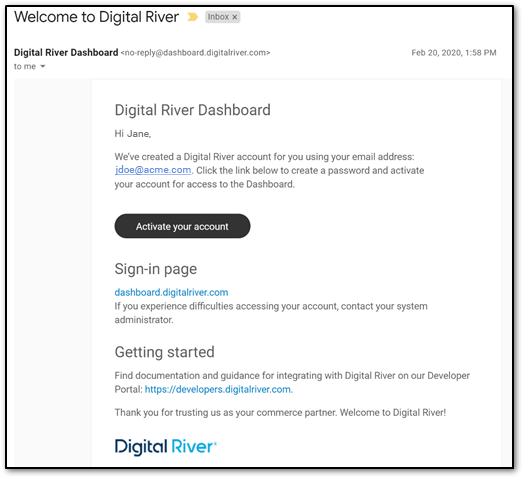 Welcome to Digital River Inbox ×
Digital River Dashboard <no-reply@dashboard.digitalriver.com> Feb 20, 2020, 1:58 PM
to me
Digital River Dashboard
Hi Jane,
We've created a Digital River account for you using your email address:
jdoe@acme.com. Click the link below to create a password and activate
your account for access to the Dashboard.
Activate your account
Sign-in page
dashboard.digitalriver.com
If you experience difficulties accessing your account, contact your system
administrator.
Getting started
Find documentation and guidance for integrating with Digital River on our Developer
Portal: https://developers.digitalriver.com.
Thank you for trusting us as your commerce partner. Welcome to Digital River!
Digital River